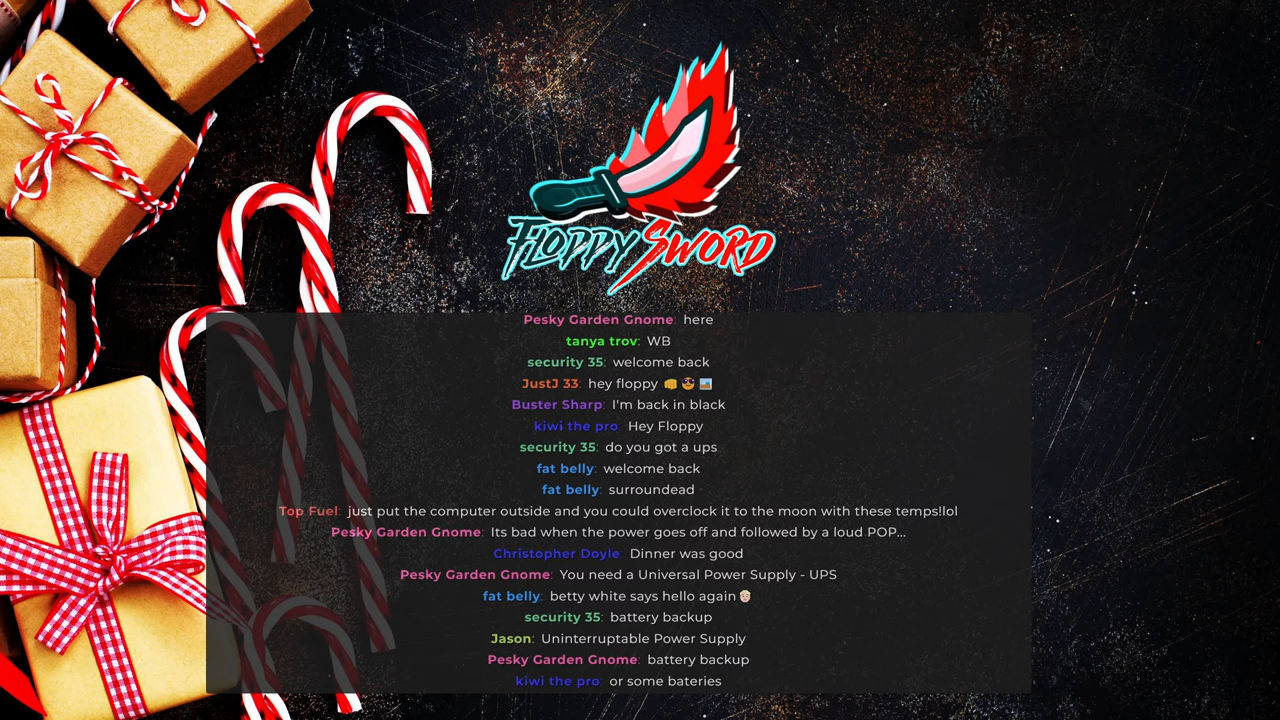 Floppy Sword
Pesky Garden Gnome: here
tanya trov: WB
security 35: welcome back
JustJ 33: hey floppy 👊 🥸 🖼️
Buster Sharp: I'm back in black
kiwi the pro: Hey Floppy
security 35: do you got a ups
fat belly: welcome back
fat belly: surroundead
Top Fuel: just put the computer outside and you could overclock it to the moon with these temps!lol
Pesky Garden Gnome: Its bad when the power goes off and followed by a loud POP...
Christopher Doyle: Dinner was good
Pesky Garden Gnome: You need a Universal Power Supply - UPS
fat belly: betty white says hello again👵🏼
security 35: battery backup
Jason: Uninterruptable Power Supply
Pesky Garden Gnome: battery backup
kiwi the pro: or some bateries